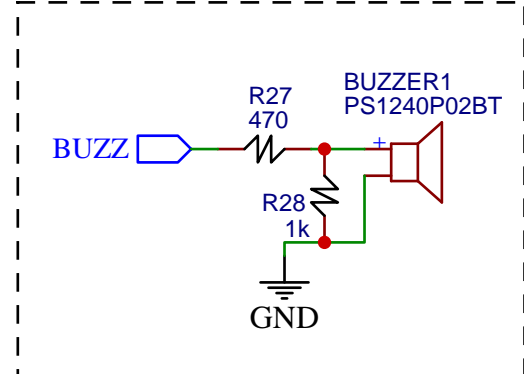 BUZZER1
PS1240P02BT
R27
470
BUZZ
+
R28
1k
GND